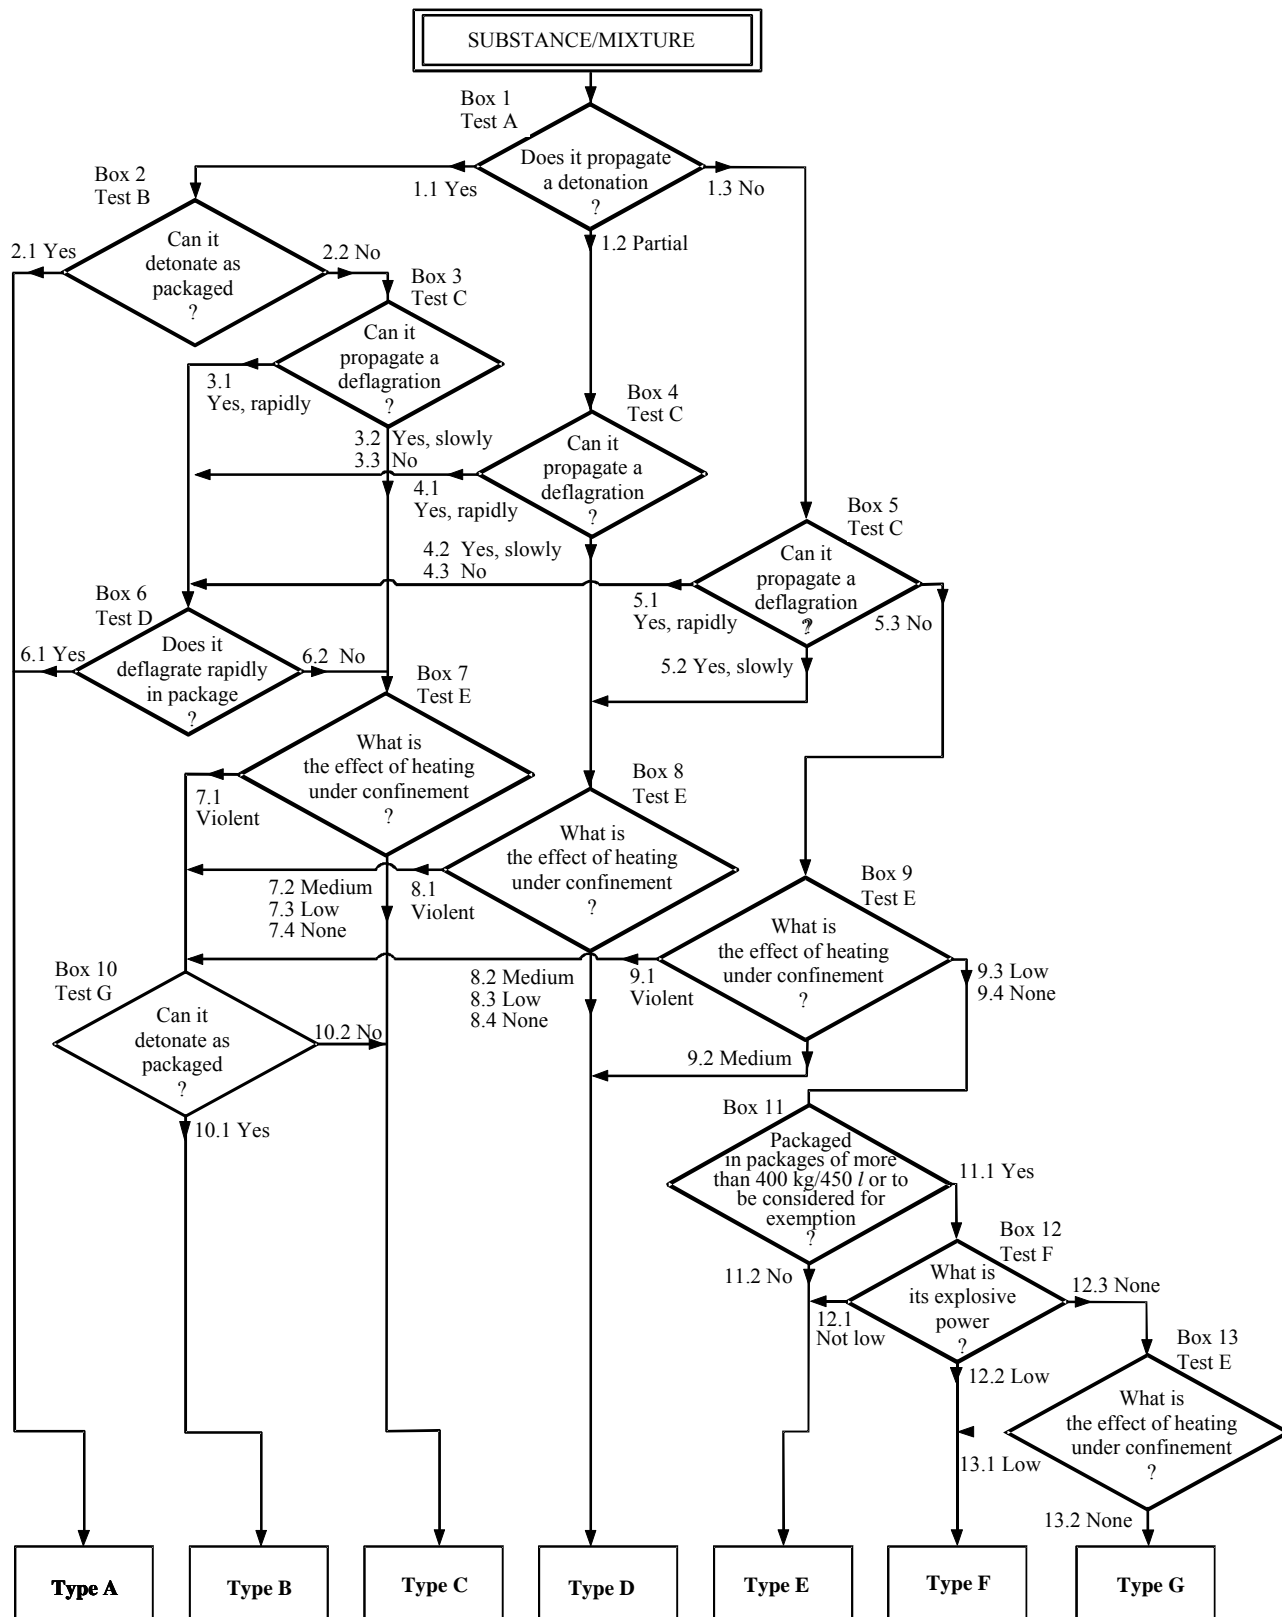 SUBSTANCE/MIXTURE
Box 1
Test A
Does it propagate
a detonation
?
1.1 Yes
1.3 No
1.2 Partial
Box 2
Test B
Can it
detonate as
packaged
?
2.1 Yes
2.2 No
Box 3
Test C
Can it
propagate a
deflagration
?
3.1
Yes, rapidly
3.2 Yes, slowly
3.3 No
Box 4
Test C
Can it
propagate a
deflagration
?
4.1
Yes, rapidly
4.2 Yes, slowly
4.3 No
Box 5
Test C
Can it
propagate a
deflagration
?
5.1
Yes, rapidly
5.3 No
5.2 Yes, slowly
Box 6
Test D
Does it
deflagrate rapidly
in package
?
6.1 Yes
6.2 No
Box 7
Test E
What is
the effect of heating
under confinement
?
7.1
Violent
7.2 Medium
7.3 Low
7.4 None
Box 8
Test E
What is
the effect of heating
under confinement
?
8.1
Violent
8.2 Medium
8.3 Low
8.4 None
Box 9
Test E
What is
the effect of heating
under confinement
?
9.1
Violent
9.3 Low
9.4 None
9.2 Medium
Box 10
Test G
Can it
detonate as
packaged
?
10.2 No
10.1 Yes
Box 11
Packaged
in packages of more
than 400 kg/450 l or to
be considered for
exemption
?
11.1 Yes
11.2 No
Box 12
Test F
What is
its explosive
power
?
12.1
Not low
12.3 None
12.2 Low
Box 13
Test E
What is
the effect of heating
under confinement
?
13.1 Low
13.2 None
Type A
Type B
Type C
Type D
Type E
Type F
Type G